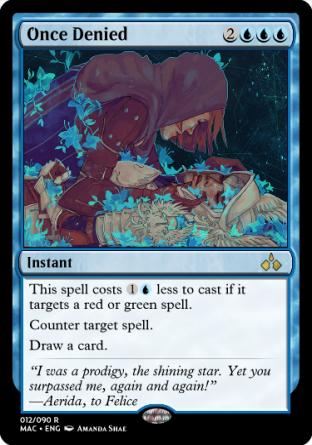 Once Denied 2
Instant
This spell costs 1 less to cast if it
targets a red or green spell.
Counter target spell.
Draw a card.
“I was a prodigy, the shining star. Yet you
surpassed me, again and again!”
—Aerida, to Felice
012/090 R
MAC • ENG Amanda Shae